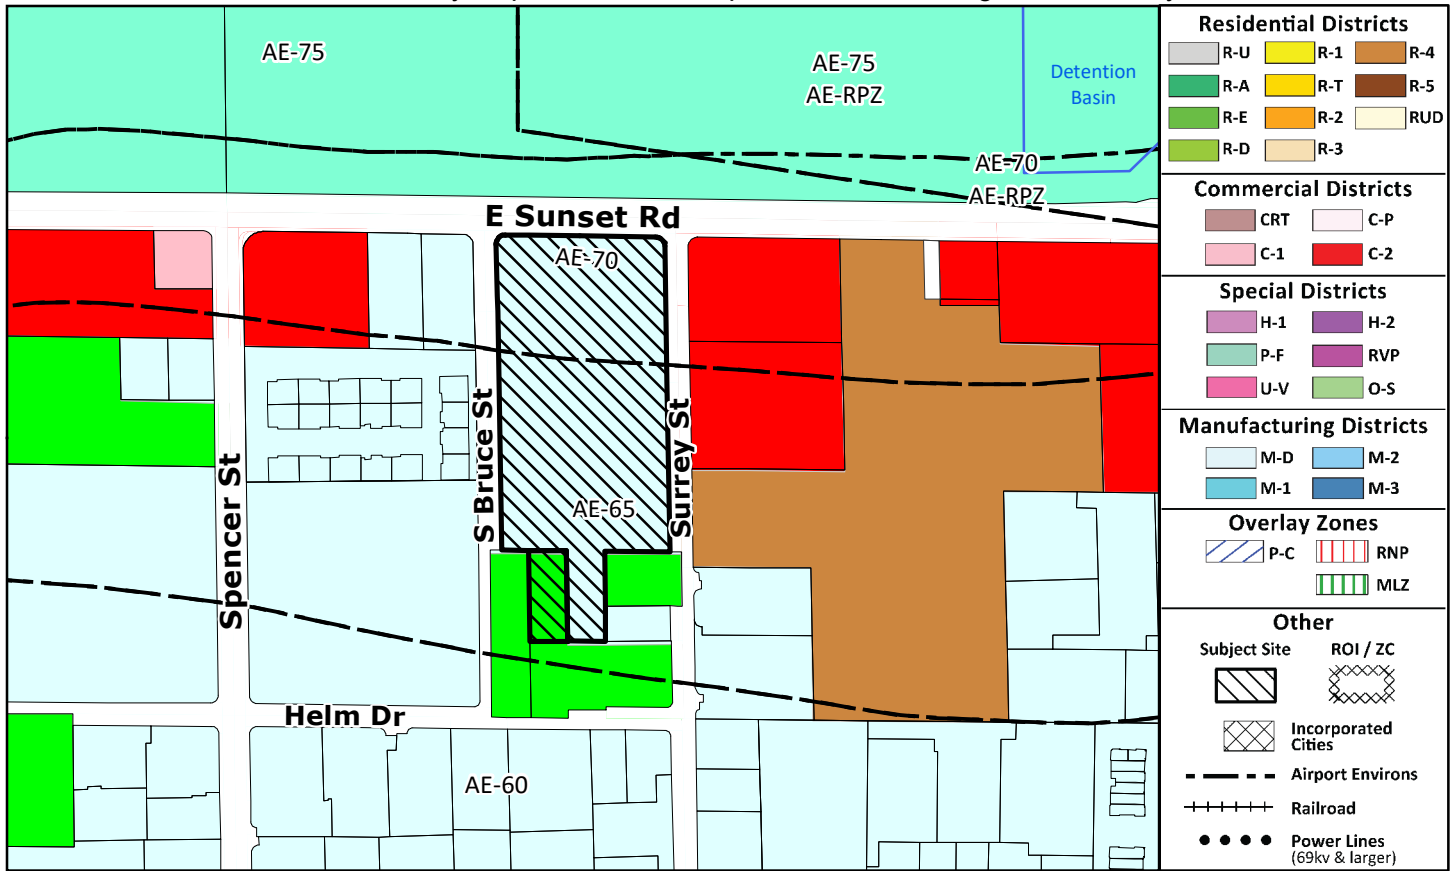 AE-75
AE-75
AE-RPZ
Detention
Basin
AE-70
AE-RPZ
E Sunset Rd
AE-70
S Bruce St
Surrey St
Spencer St
AE-65
Helm Dr
AE-60
Residential Districts
R-U
R-1
R-4
R-A
R-T
R-5
R-E
R-2
RUD
R-D
R-3
Commercial Districts
CRT
C-P
C-1
C-2
Special Districts
H-1
H-2
P-F
RVP
U-V
O-S
Manufacturing Districts
M-D
M-2
M-1
M-3
Overlay Zones
P-C
RNP
MLZ
Other
Subject Site
ROI / ZC
Incorporated
Cities
Airport Environs
Railroad
Power Lines
(69kv & larger)